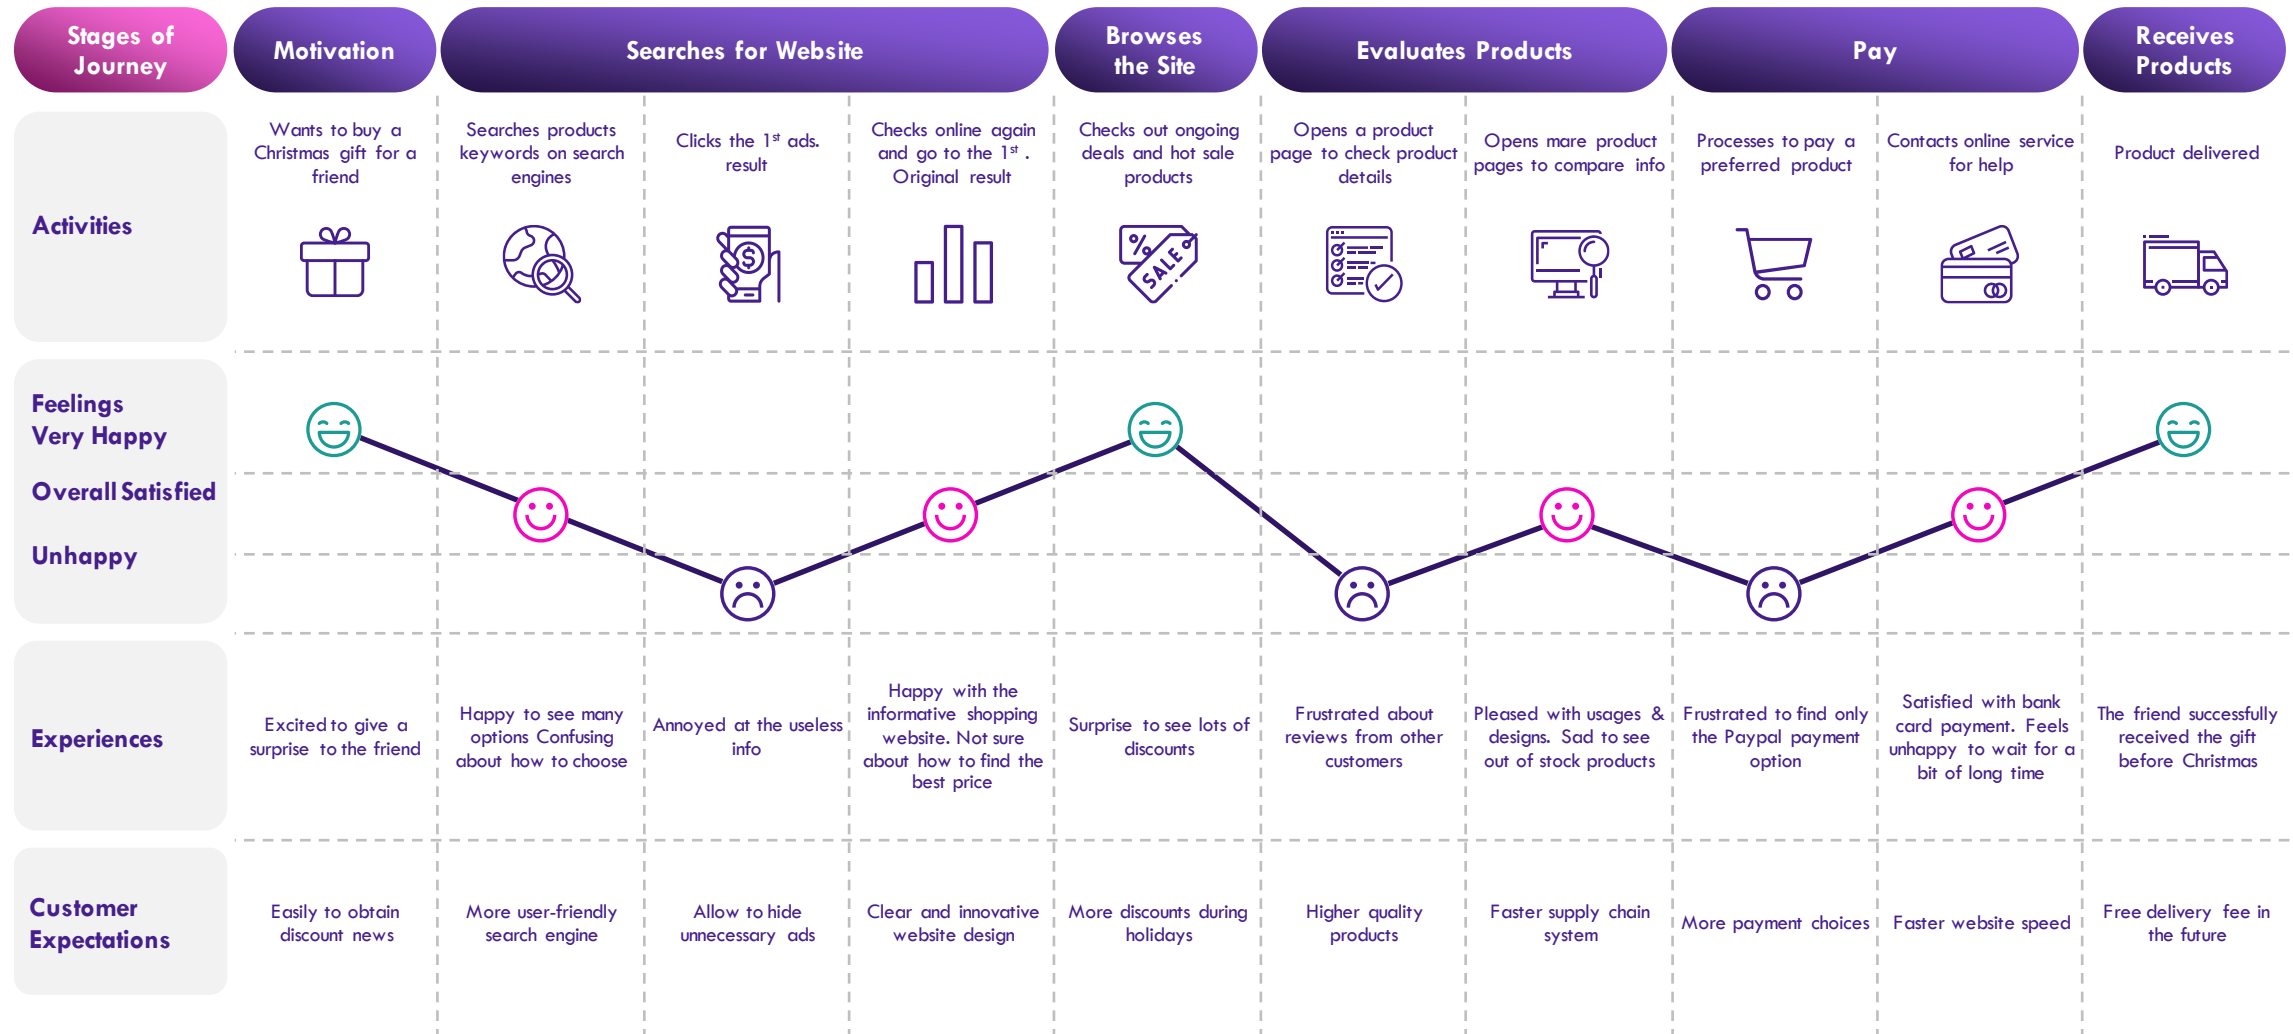 Stages of
Journey
Motivation
Searches for Website
Browses
the Site
Evaluates Products
Pay
Receives
Products
Activities
Wants to buy a
Christmas gift for a
friend
Searches products
keywords on search
engines
Clicks the 1st ads.
result
Checks online again
and go to the 1st .
Original result
Checks out ongoing
deals and hot sale
products
Opens a product
page to check product
details
Opens mare product
pages to compare info
Processes to pay a
preferred product
Contacts online service
for help
Product delivered
$
%
SALE
Feelings
Very Happy
Overall Satisfied
Unhappy
Experiences
Excited to give a
surprise to the friend
Happy to see many
options Confusing
about how to choose
Annoyed at the useless
info
Happy with the
informative shopping
website. Not sure
about how to find the
best price
Surprise to see lots of
discounts
Frustrated about
reviews from other
customers
Pleased with usages &
designs. Sad to see
out of stock products
Frustrated to find only
the Paypal payment
option
Satisfied with bank
card payment. Feels
unhappy to wait for a
bit of long time
The friend successfully
received the gift
before Christmas
Customer
Expectations
Easily to obtain
discount news
More user-friendly
search engine
Allow to hide
unnecessary ads
Clear and innovative
website design
More discounts during
holidays
Higher quality
products
Faster supply chain
system
More payment choices
Faster website speed
Free delivery fee in
the future